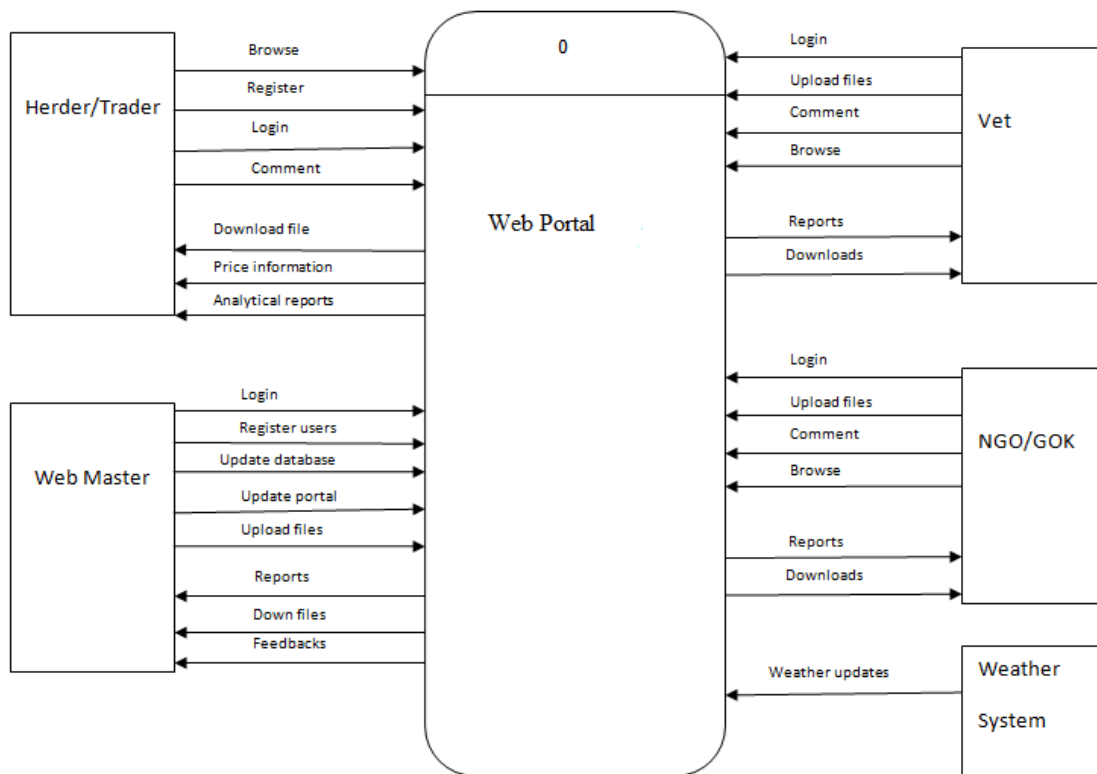 0
Web Portal
Herder/Trader
Browse
Register
Login
Comment
Download file
Price information
Analytical reports
Web Master
Login
Register users
Update database
Update portal
Upload files
Reports
Down files
Feedbacks
Vet
Login
Upload files
Comment
Browse
Reports
Downloads
NGO/GOK
Login
Upload files
Comment
Browse
Reports
Downloads
Weather
System
Weather updates